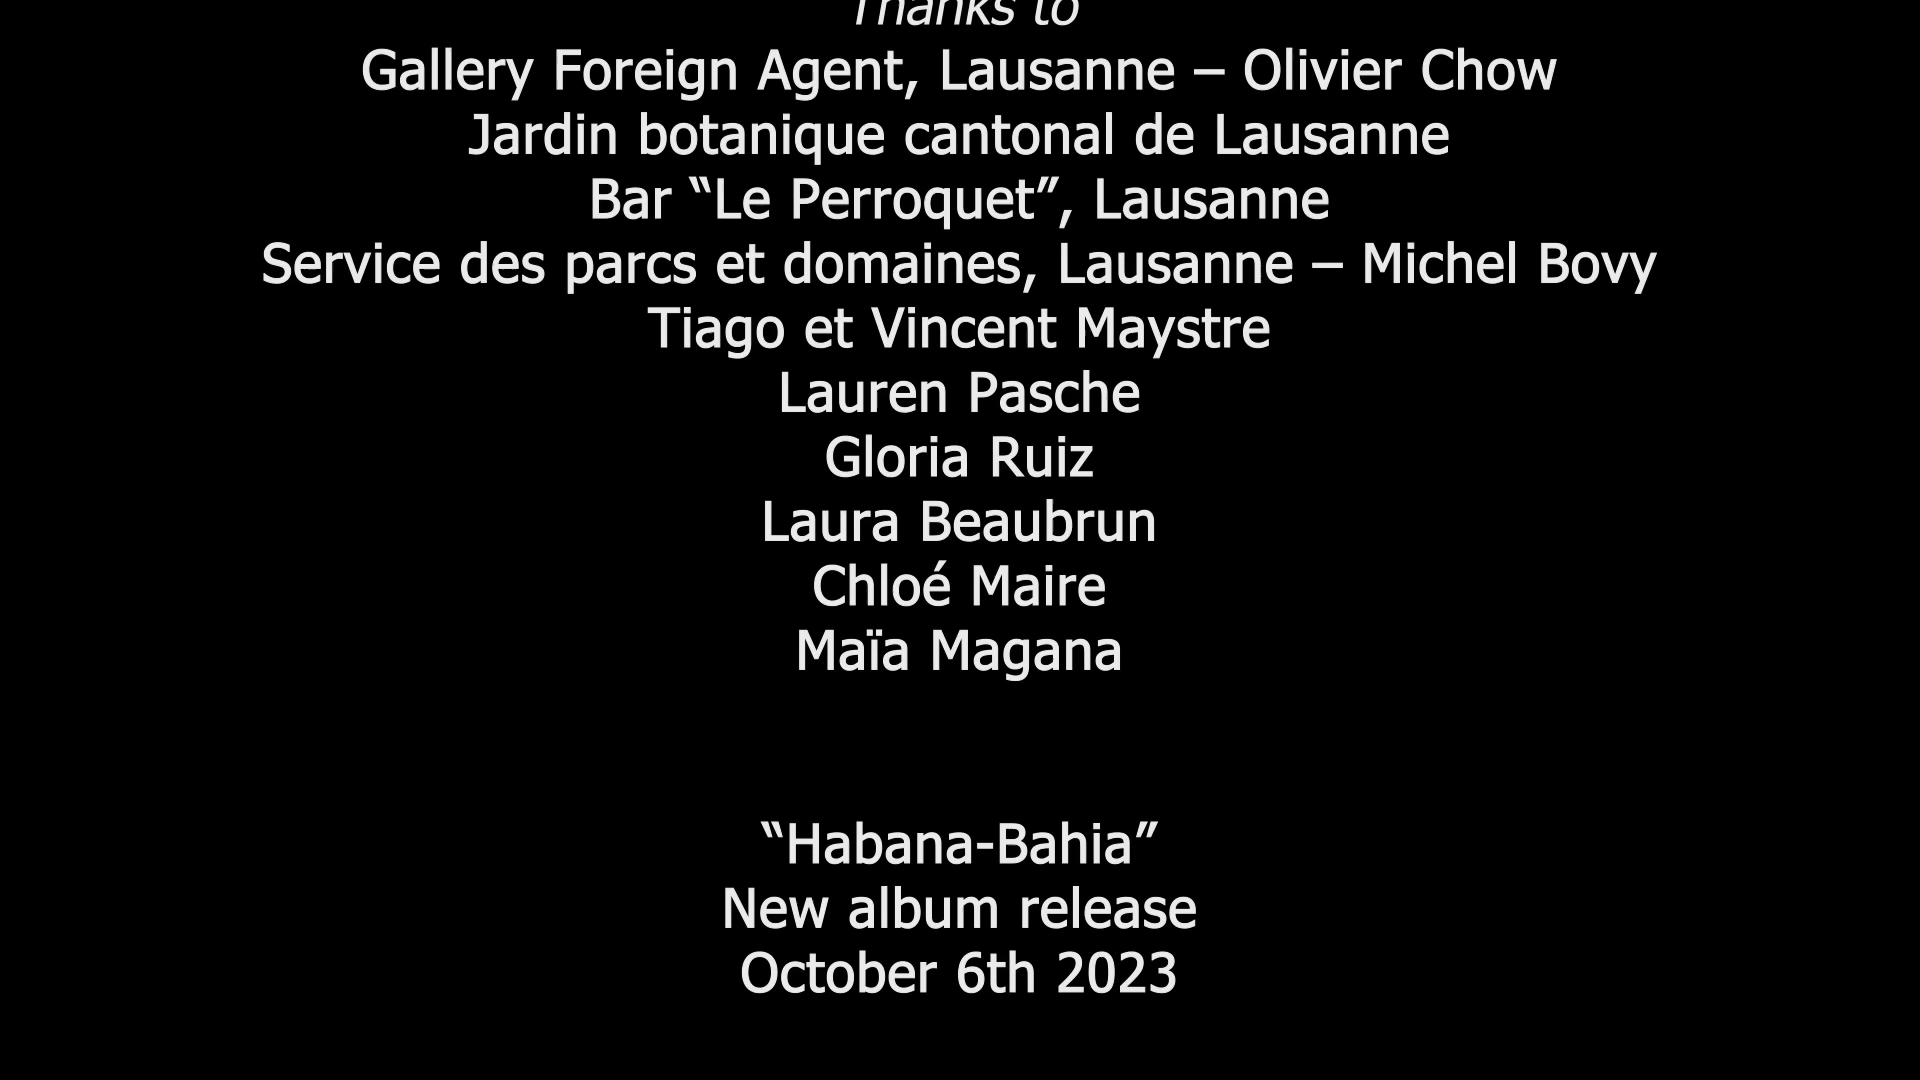 Thanks to
Gallery Foreign Agent, Lausanne – Olivier Chow
Jardin botanique cantonal de Lausanne
Bar “Le Perroquet”, Lausanne
Service des parcs et domaines, Lausanne – Michel Bovy
Tiago et Vincent Maystre
Lauren Pasche
Gloria Ruiz
Laura Beaubrun
Chloé Maire
Maïa Magana
“Habana-Bahia”
New album release
October 6th 2023